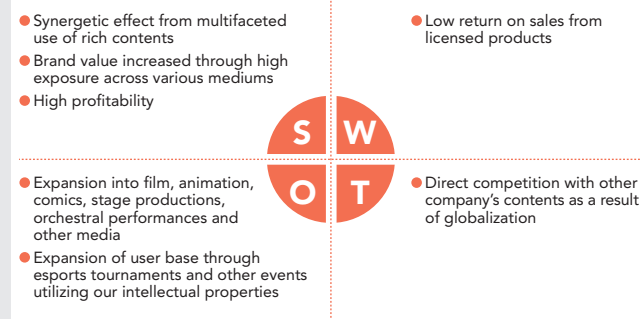 ● Synergetic effect from multifaceted
use of rich contents
● Brand value increased through high
exposure across various mediums
● High profitability
● Low return on sales from
licensed products
S W
O T
● Expansion into film, animation,
comics, stage productions,
orchestral performances and
other media
● Expansion of user base through
esports tournaments and other events
utilizing our intellectual properties
● Direct competition with other
company's contents as a result
of globalization